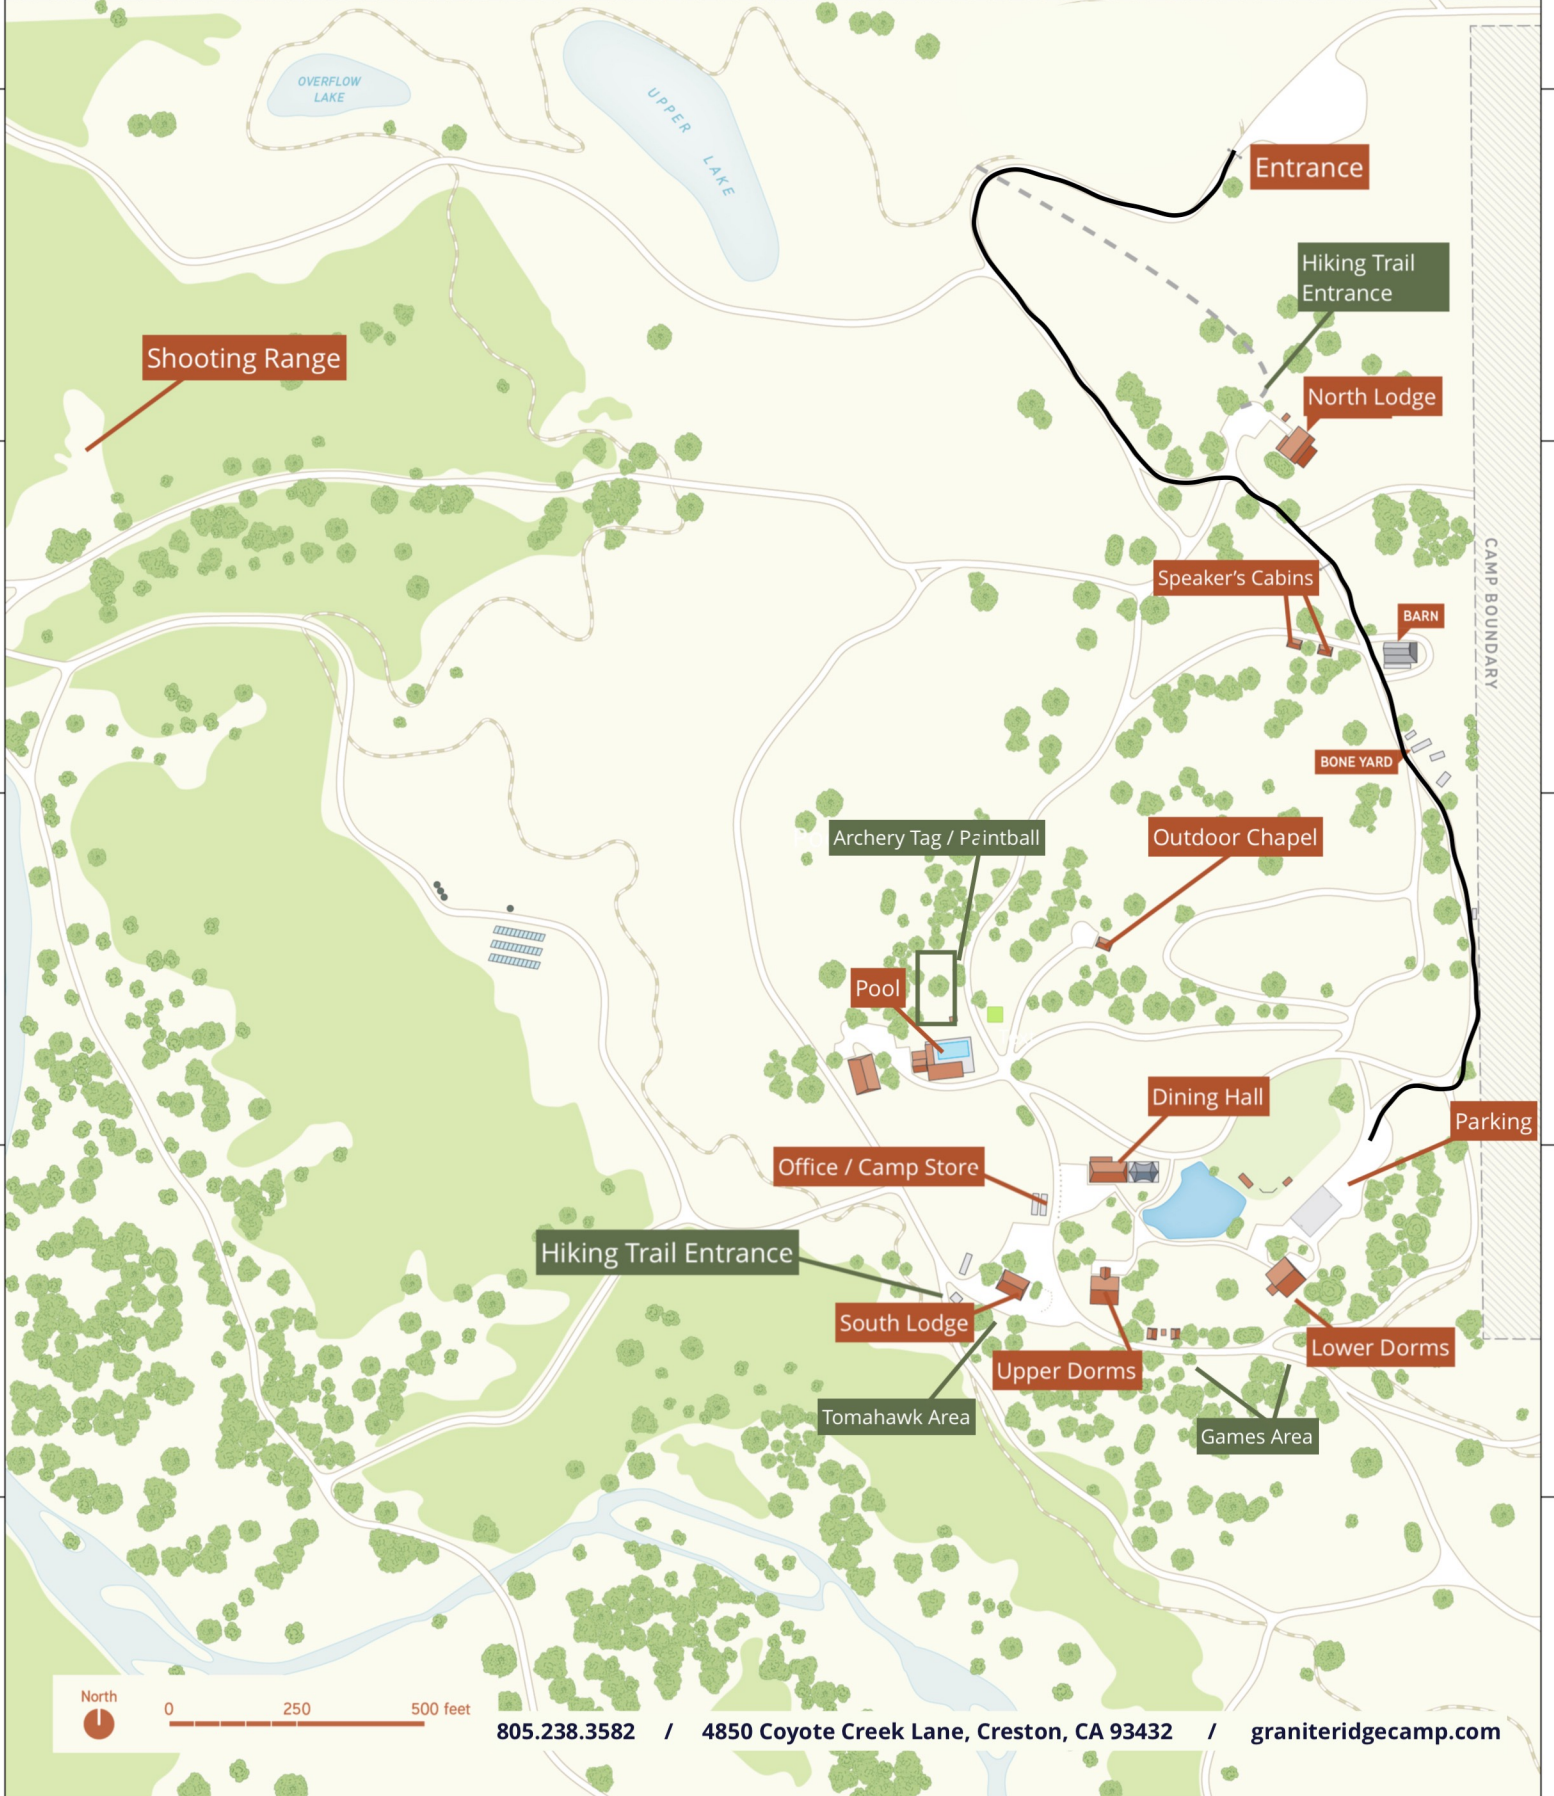 OVERFLOW
LAKE
UPPER LAKE
Entrance
Hiking Trail
Entrance
Shooting Range
North Lodge
CAMP BOUNDARY
Speaker's Cabins
BARN
BONE YARD
Archery Tag / Paintball
Outdoor Chapel
Pool
Dining Hall
Parking
Office / Camp Store
Hiking Trail Entrance
South Lodge
Upper Dorms
Lower Dorms
Tomahawk Area
Games Area
North
0 250 500 feet
805.238.3582 / 4850 Coyote Creek Lane, Creston, CA 93432 / graniteridgecamp.com